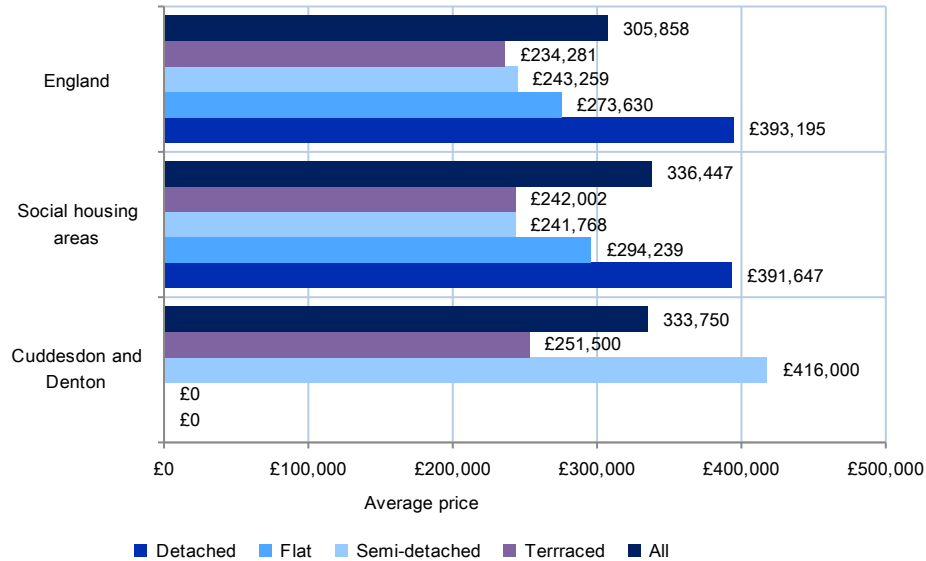 305,858
£234,281
England
£243,259
£273,630
£393,195
336,447
£242,002
Social housing
areas
£241,768
£294,239
£391,647
333,750
£251,500
Cuddesdon and
Denton
£416,000
£0
£0
£0 £100,000 £200,000 £300,000 £400,000 £500,000
Average price
Detached Flat Semi-detached Terrraced All